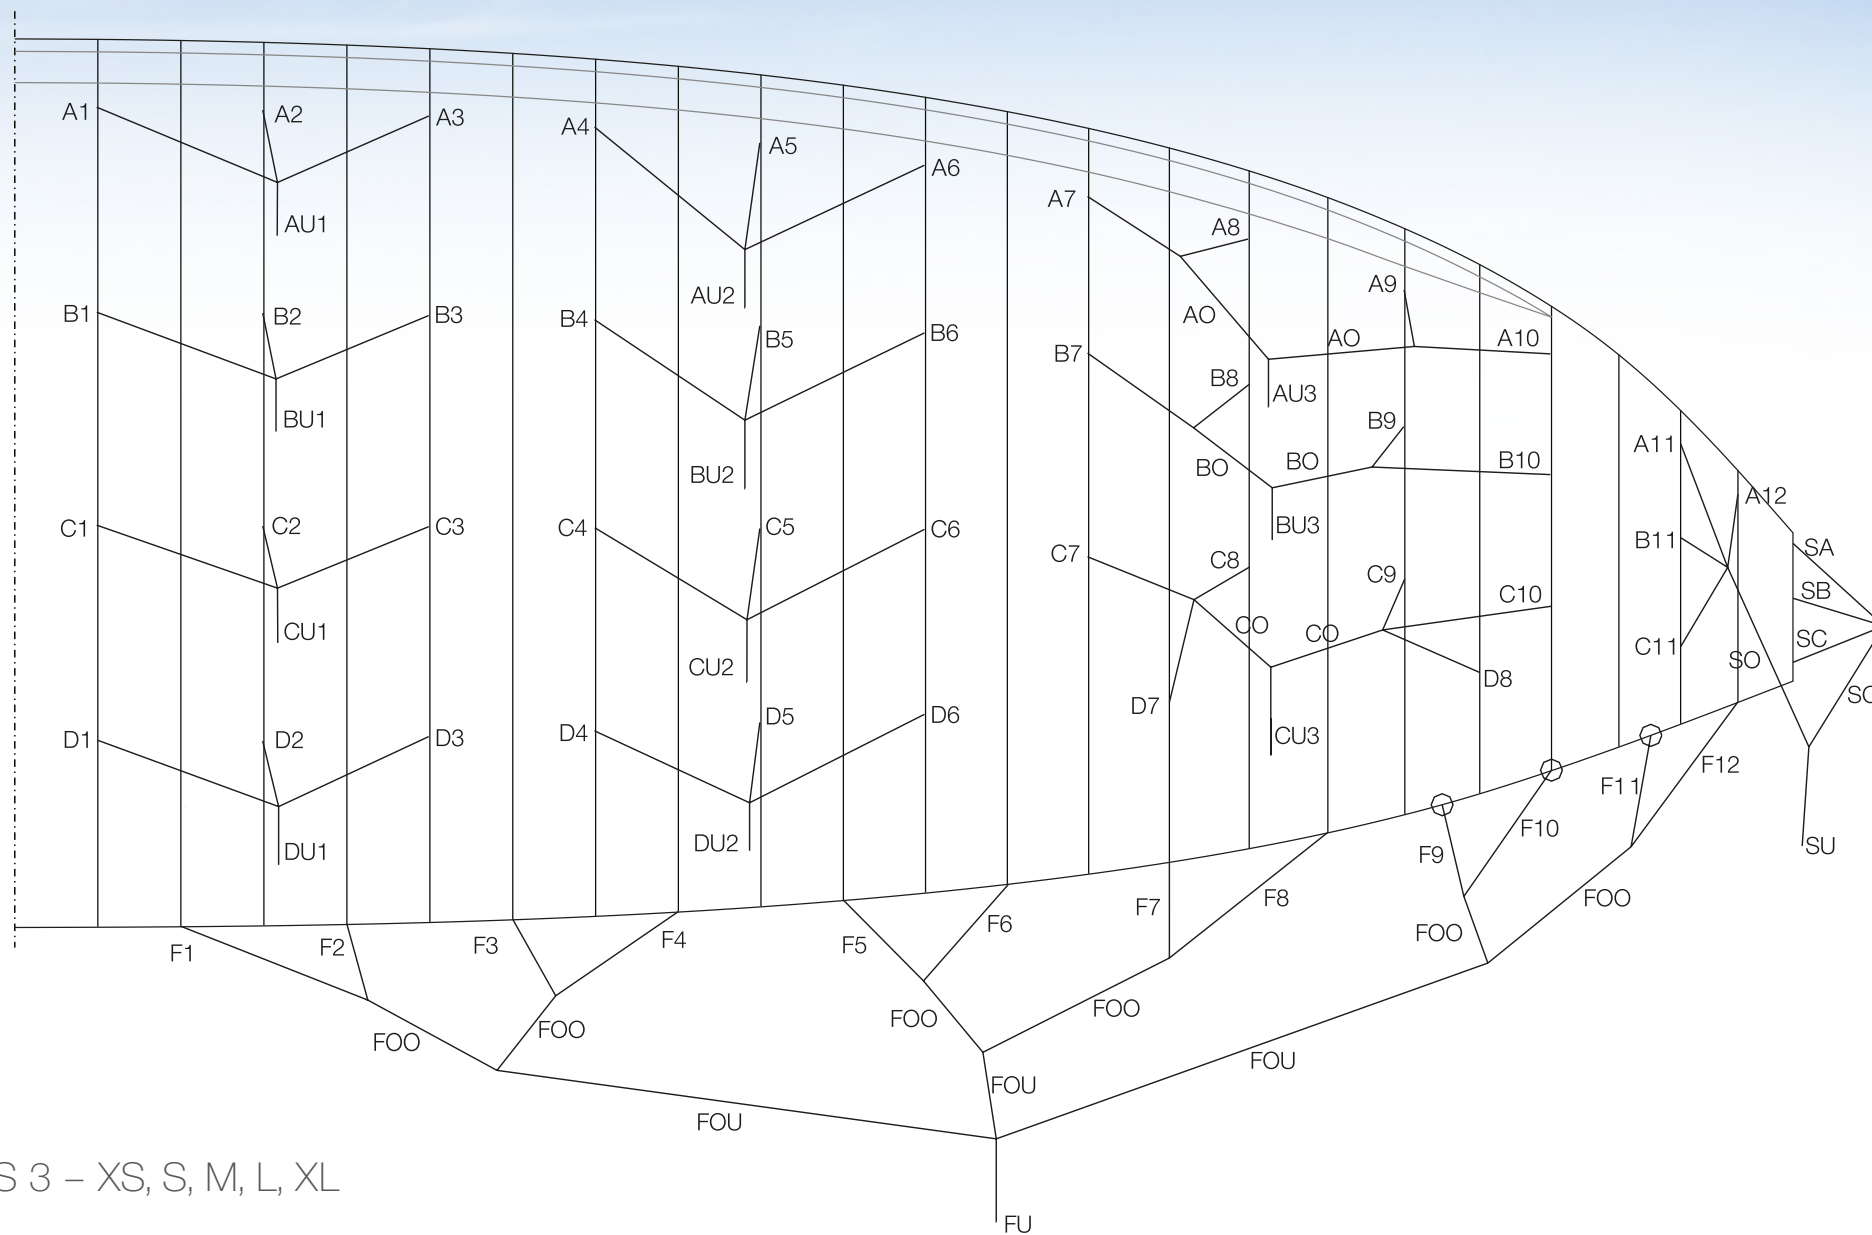 A1 A2 A3 A4 A5 A6
AU1 AU2
A7 A8 A9 A10
AO AO AU3
B1 B2 B3 B4 B5 B6
BU1 BU2
B7 B8 B9 B10
BO BO BU3
A11 A12
B11
C11
SA
SB
SC
SO
SU
C1 C2 C3 C4 C5 C6
CU1 CU2
C7 C8 C9 C10
CO CO CU3
D1 D2 D3 D4 D5 D6
DU1 DU2
D7 D8
F1 F2 F3 F4 F5 F6 F7 F8 F9 F10 F11 F12
FOO FOO FOO FOO FOO FOO
FOU FOU FOU
FU
S 3 – XS, S, M, L, XL